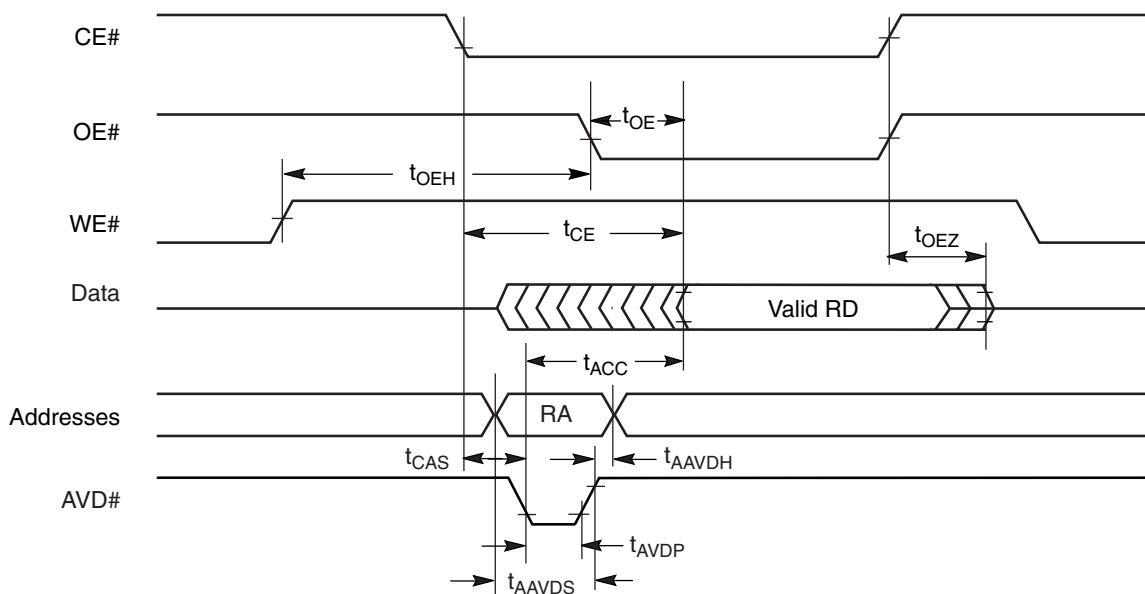 CE#
OE#
tOE
tOEH
WE#
tCE
tOEZ
Data
Valid RD
tACC
Addresses
RA
tCAS
tAAVDH
AVD#
tAVDP
tAAVDS